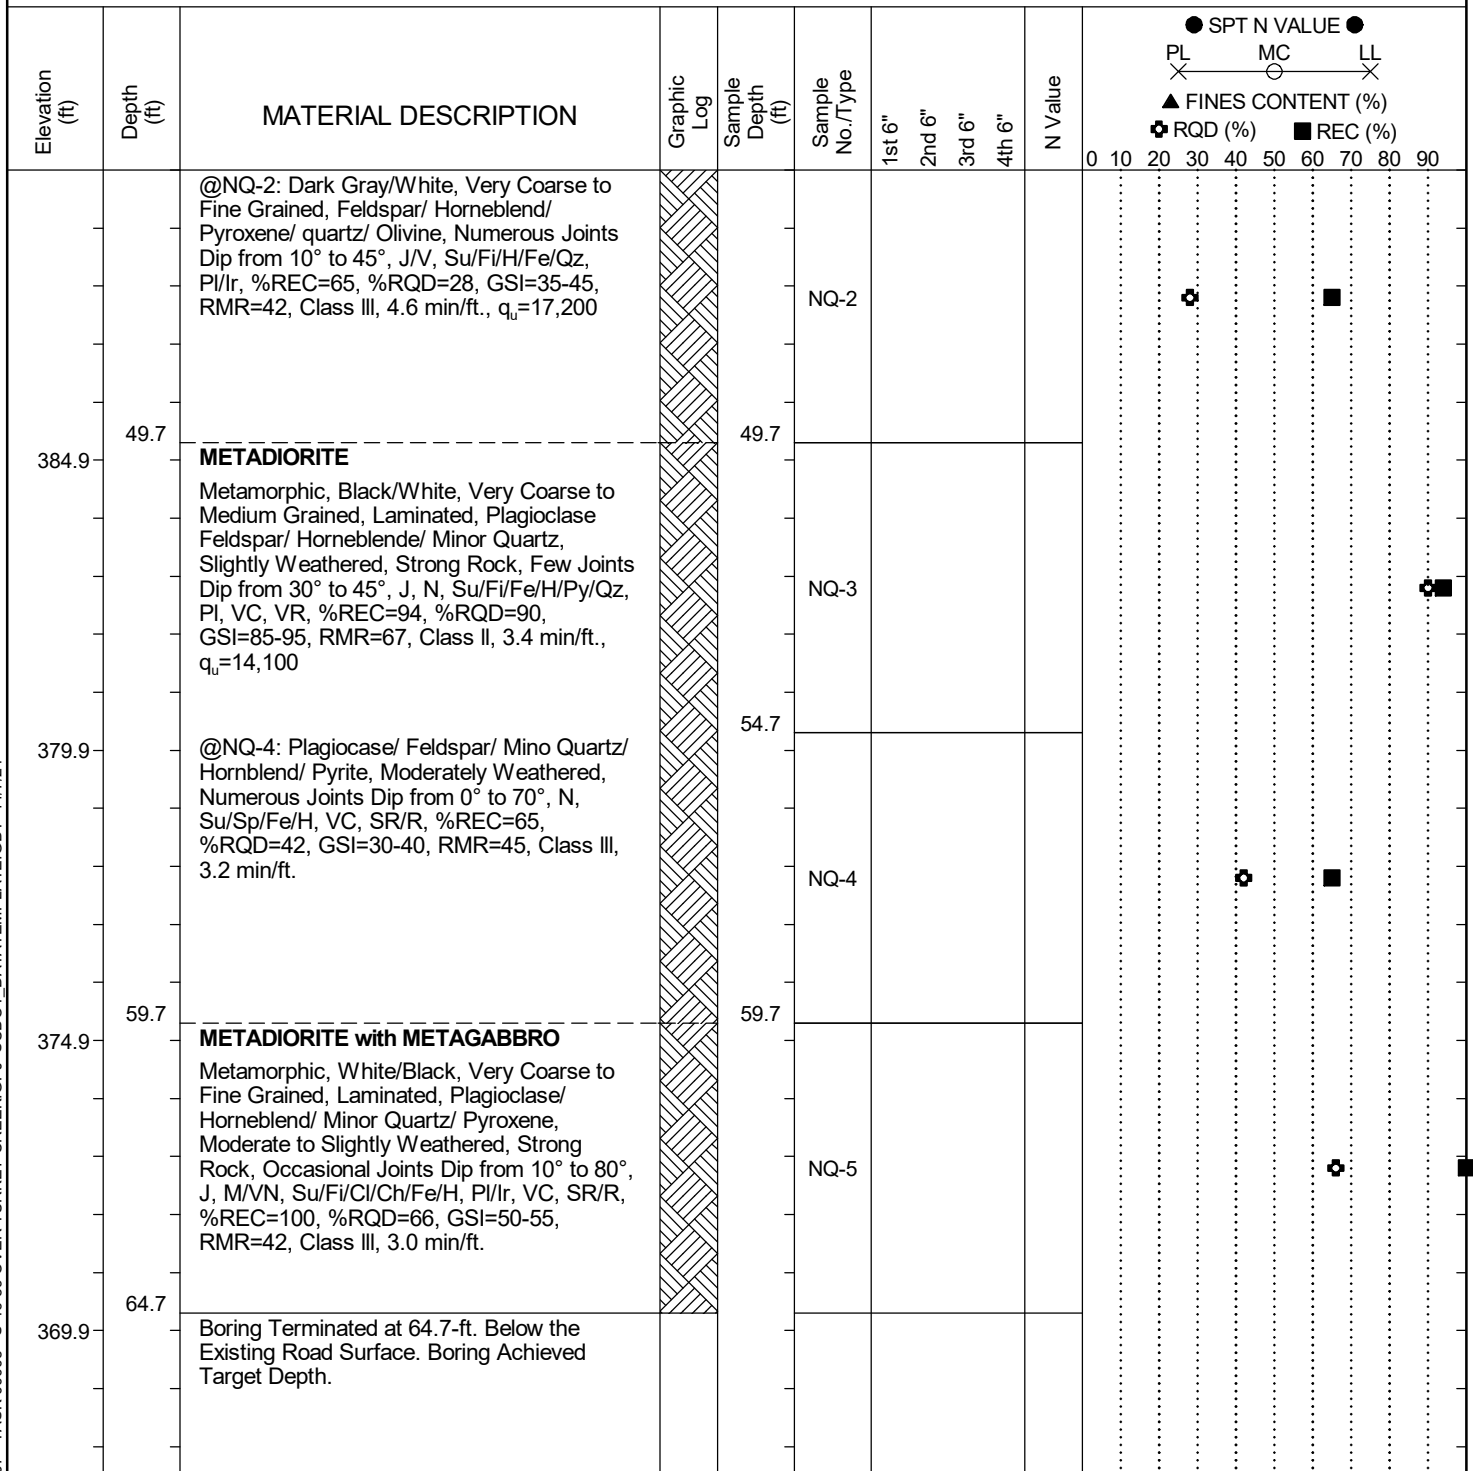 ● SPT N VALUE ●
PL MC LL
▲ FINES CONTENT (%)
RQD (%) ■ REC (%)
Elevation (ft)
Depth (ft)
MATERIAL DESCRIPTION
Graphic Log
Sample Depth (ft)
Sample No./Type
1st 6"
2nd 6"
3rd 6"
4th 6"
N Value
0 10 20 30 40 50 60 70 80 90
@NQ-2: Dark Gray/White, Very Coarse to
Fine Grained, Feldspar/ Horneblend/
Pyroxene/ quartz/ Olivine, Numerous Joints
Dip from 10° to 45°, J/V, Su/Fi/H/Fe/Qz,
Pl/Ir, %REC=65, %RQD=28, GSI=35-45,
RMR=42, Class III, 4.6 min/ft., qu=17,200
NQ-2
49.7 49.7
384.9
METADIORITE
Metamorphic, Black/White, Very Coarse to
Medium Grained, Laminated, Plagioclase
Feldspar/ Horneblende/ Minor Quartz,
Slightly Weathered, Strong Rock, Few Joints
Dip from 30° to 45°, J, N, Su/Fi/Fe/H/Py/Qz,
Pl, VC, VR, %REC=94, %RQD=90,
GSI=85-95, RMR=67, Class II, 3.4 min/ft.,
qu=14,100
NQ-3
54.7
379.9
@NQ-4: Plagiocase/ Feldspar/ Mino Quartz/
Hornblend/ Pyrite, Moderately Weathered,
Numerous Joints Dip from 0° to 70°, N,
Su/Sp/Fe/H, VC, SR/R, %REC=65,
%RQD=42, GSI=30-40, RMR=45, Class III,
3.2 min/ft.
NQ-4
59.7 59.7
374.9
METADIORITE with METAGABBRO
Metamorphic, White/Black, Very Coarse to
Fine Grained, Laminated, Plagioclase/
Horneblend/ Minor Quartz/ Pyroxene,
Moderate to Slightly Weathered, Strong
Rock, Occasional Joints Dip from 10° to 80°,
J, M/VN, Su/Fi/Cl/Ch/Fe/H, Pl/Ir, VC, SR/R,
%REC=100, %RQD=66, GSI=50-55,
RMR=42, Class III, 3.0 min/ft.
NQ-5
64.7
369.9
Boring Terminated at 64.7-ft. Below the
Existing Road Surface. Boring Achieved
Target Depth.